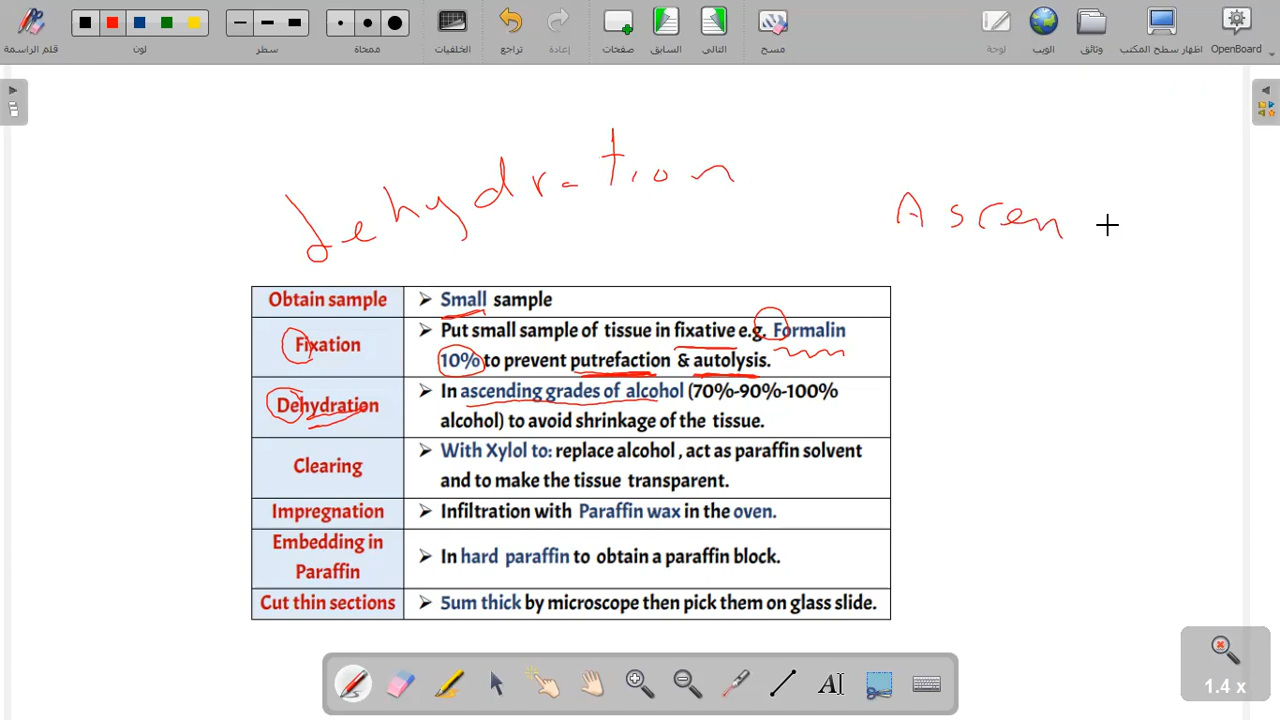 قلم الراسمة
لون
سطر
ممحاة
الخلفيات
تراجع
إعادة
صفحات
السابق
التالي
مسح
لوحة
الويب
وثائق
اظهار سطح المكتب
OpenBoard
dehydration
Ascen
Obtain sample
➢ Small sample
Fixation
➢ Put small sample of tissue in fixative e.g. Formalin
10% to prevent putrefaction & autolysis.
Dehydration
➢ In ascending grades of alcohol (70%-90%-100%
alcohol) to avoid shrinkage of the tissue.
Clearing
➢ With Xylol to: replace alcohol , act as paraffin solvent
and to make the tissue transparent.
Impregnation
➢ Infiltration with Paraffin wax in the oven.
Embedding in
Paraffin
➢ In hard paraffin to obtain a paraffin block.
Cut thin sections
➢ 5um thick by microscope then pick them on glass slide.
1.4 x